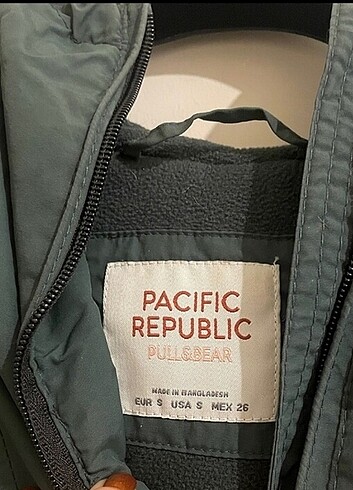 PACIFIC
REPUBLIC
PULL&BEAR
MADE IN BANGLADESH
EUR S USA S MEX 26